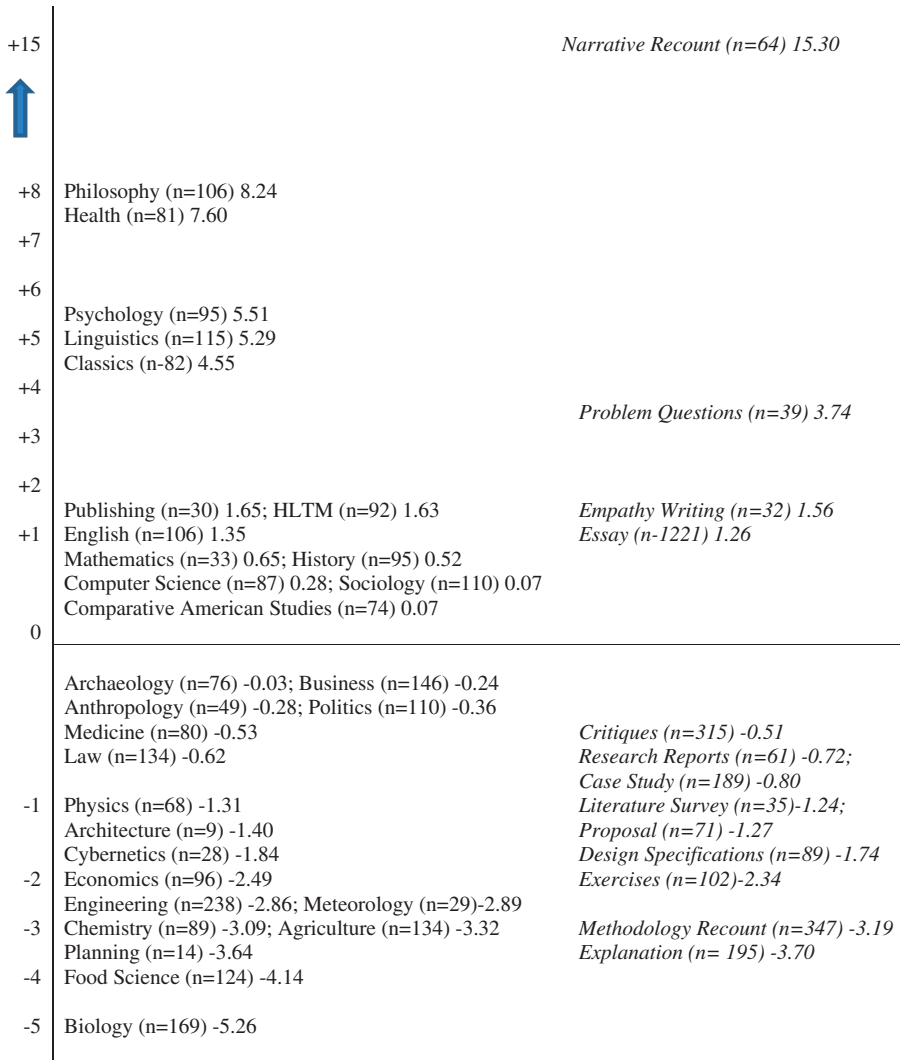 +15 Narrative Recount (n=64) 15.30
+8 Philosophy (n=106) 8.24
Health (n=81) 7.60
+7
+6
Psychology (n=95) 5.51
+5 Linguistics (n=115) 5.29
Classics (n-82) 4.55
+4
Problem Questions (n=39) 3.74
+3
+2
Publishing (n=30) 1.65; HLTM (n=92) 1.63 Empathy Writing (n=32) 1.56
+1 English (n=106) 1.35 Essay (n-1221) 1.26
Mathematics (n=33) 0.65; History (n=95) 0.52
Computer Science (n=87) 0.28; Sociology (n=110) 0.07
Comparative American Studies (n=74) 0.07
0
Archaeology (n=76) -0.03; Business (n=146) -0.24
Anthropology (n=49) -0.28; Politics (n=110) -0.36
Medicine (n=80) -0.53 Critiques (n=315) -0.51
Law (n=134) -0.62 Research Reports (n=61) -0.72;
Case Study (n=189) -0.80
-1 Physics (n=68) -1.31 Literature Survey (n=35)-1.24;
Architecture (n=9) -1.40 Proposal (n=71) -1.27
Cybernetics (n=28) -1.84 Design Specifications (n=89) -1.74
-2 Economics (n=96) -2.49 Exercises (n=102)-2.34
Engineering (n=238) -2.86; Meteorology (n=29)-2.89
-3 Chemistry (n=89) -3.09; Agriculture (n=134) -3.32 Methodology Recount (n=347) -3.19
Planning (n=14) -3.64 Explanation (n= 195) -3.70
-4 Food Science (n=124) -4.14
-5 Biology (n=169) -5.26